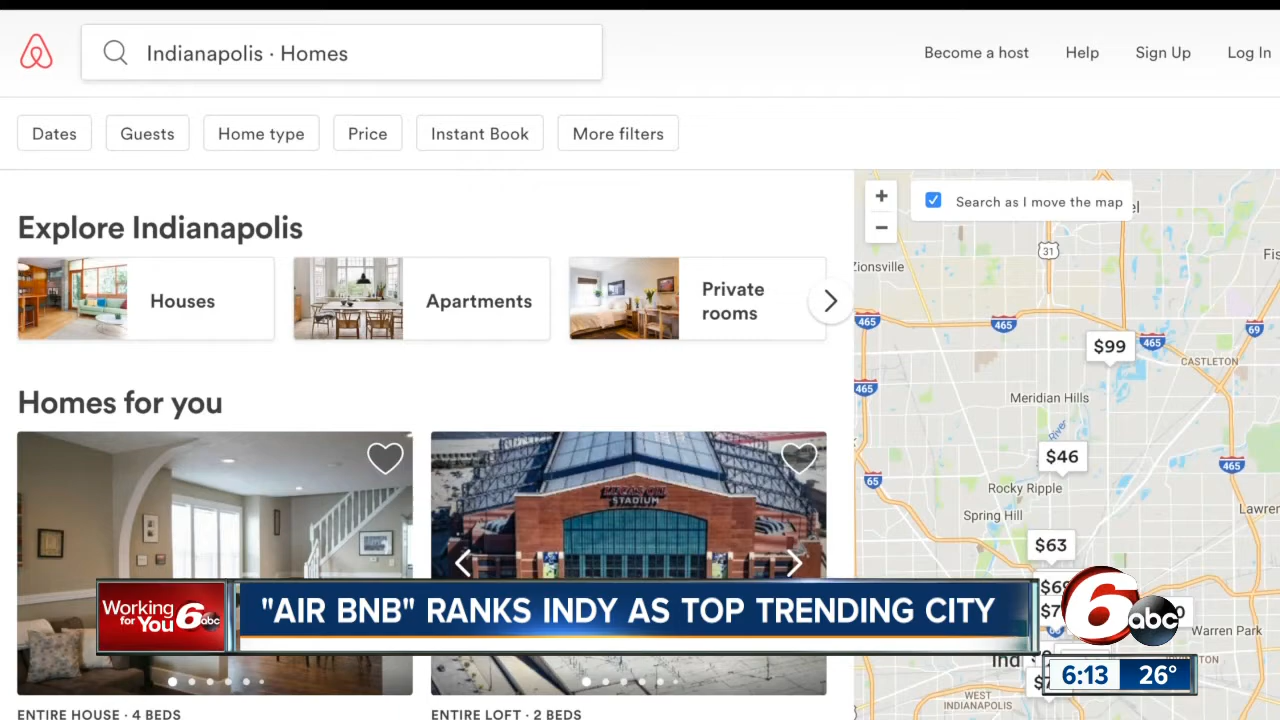 Indianapolis · Homes
Become a host
Help
Sign Up
Log In
Dates
Guests
Home type
Price
Instant Book
More filters
Explore Indianapolis
Houses
Apartments
Private
rooms
Homes for you
STADIUM
ENTIRE HOUSE · 4 BEDS
ENTIRE LOFT · 2 BEDS
+
−
Search as I move the map
31
Zionsville
Fis
465
465
465
69
$99
CASTLETON
465
Meridian Hills
River
$46
465
65
Rocky Ripple
Spring Hill
Lawren
$63
Warren Park
Ind
WEST
INDIANAPOLIS
Working
for
You
6abc
"AIR BNB" RANKS INDY AS TOP TRENDING CITY
6
abc
6:13
26°